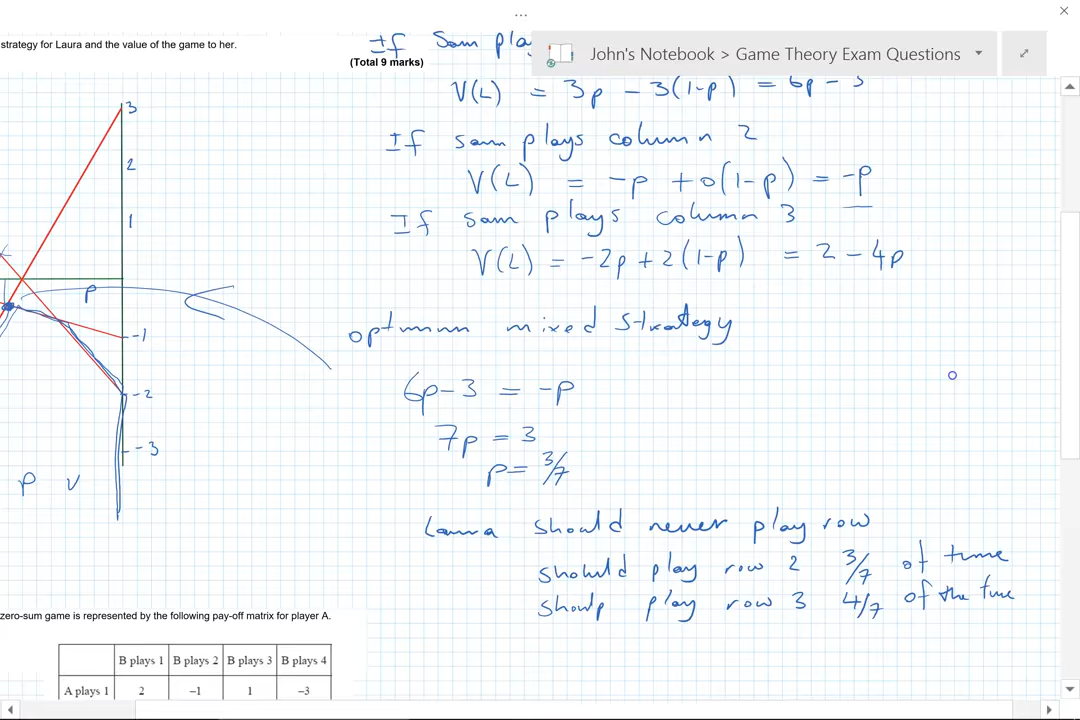 ...
John's Notebook > Game Theory Exam Questions
strategy for Laura and the value of the game to her.
(Total 9 marks)
If Sam play
V(L) = 3p - 3(1-p) = 6p - 3
If Sam plays column 2
V(L) = -p + 0(1-p) = -p
If Sam plays column 3
V(L) = -2p + 2(1-p) = 2 - 4p
optmum mixed strategy
6p - 3 = -p
7p = 3
p = 3/7
Laura should never play row
should play row 2 3/7 of time
shoulp play row 3 4/7 of the time
3
2
1
p
-1
-2
-3
p v
zero-sum game is represented by the following pay-off matrix for player A.
B plays 1 B plays 2 B plays 3 B plays 4
A plays 1 2 –1 1 –3